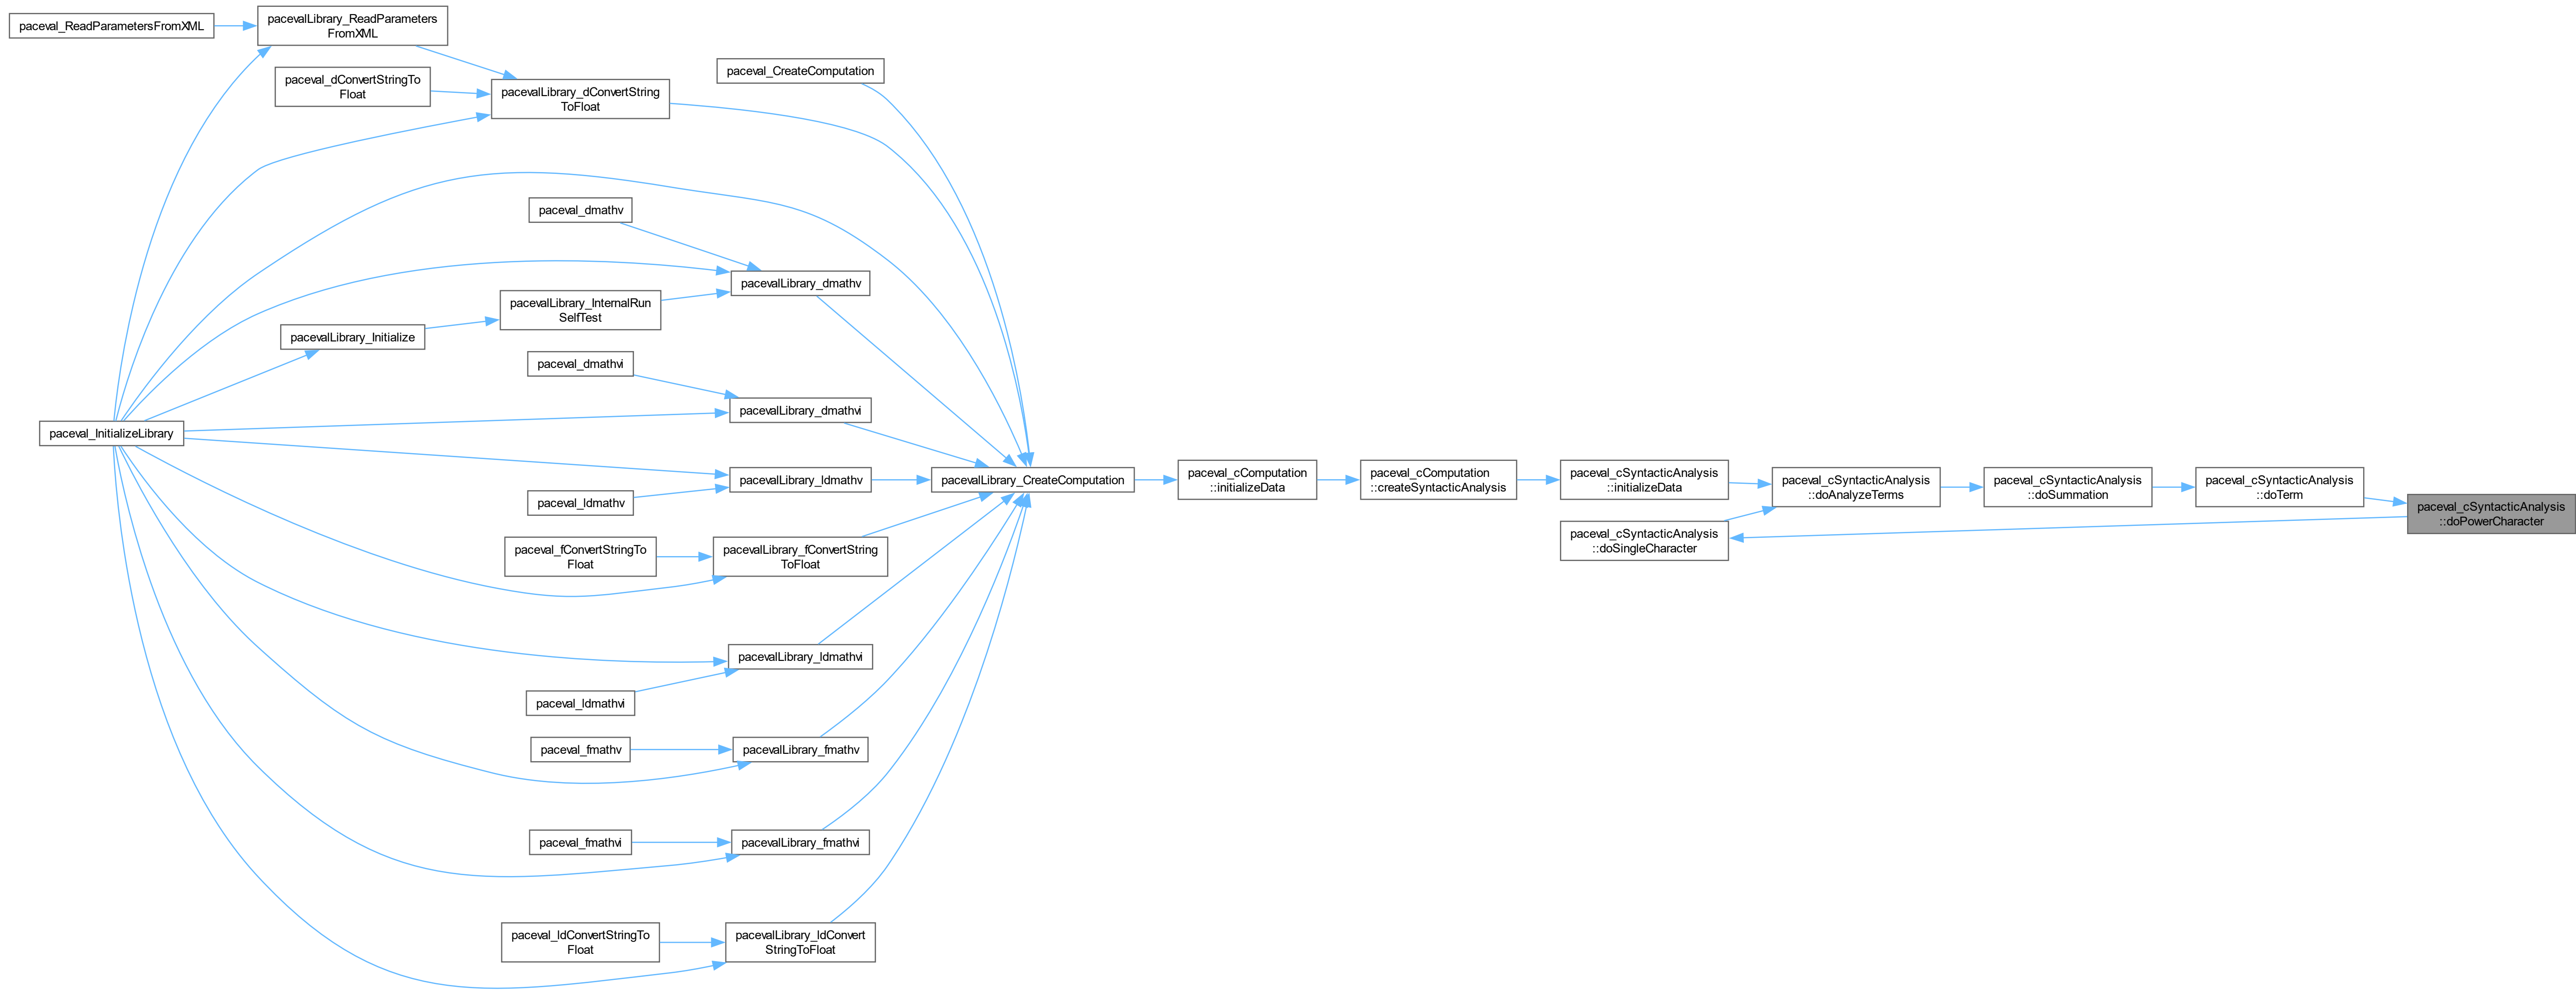 paceval_ReadParametersFromXML
pacevalLibrary_ReadParameters
FromXML
paceval_dConvertStringTo
Float
pacevalLibrary_dConvertString
ToFloat
paceval_CreateComputation
paceval_dmathv
pacevalLibrary_dmathv
pacevalLibrary_InternalRun
SelfTest
pacevalLibrary_Initialize
paceval_dmathvi
pacevalLibrary_dmathvi
paceval_InitializeLibrary
pacevalLibrary_ldmathv
paceval_ldmathv
pacevalLibrary_CreateComputation
paceval_cComputation
::initializeData
paceval_cComputation
::createSyntacticAnalysis
paceval_cSyntacticAnalysis
::initializeData
paceval_cSyntacticAnalysis
::doAnalyzeTerms
paceval_cSyntacticAnalysis
::doSummation
paceval_cSyntacticAnalysis
::doTerm
paceval_cSyntacticAnalysis
::doPowerCharacter
paceval_cSyntacticAnalysis
::doSingleCharacter
paceval_fConvertStringTo
Float
pacevalLibrary_fConvertString
ToFloat
pacevalLibrary_ldmathvi
paceval_ldmathvi
paceval_fmathv
pacevalLibrary_fmathv
paceval_fmathvi
pacevalLibrary_fmathvi
paceval_ldConvertStringTo
Float
pacevalLibrary_ldConvert
StringToFloat